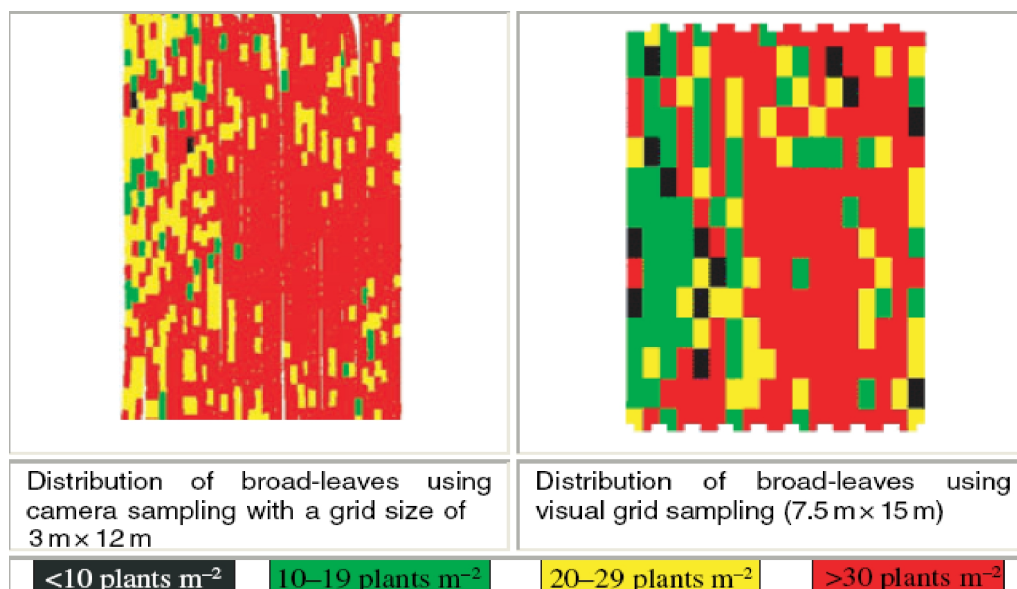 Distribution of broad-leaves using
camera sampling with a grid size of
3 m × 12 m
Distribution of broad-leaves using
visual grid sampling (7.5 m × 15 m)
<10 plants m⁻² 10–19 plants m⁻² 20–29 plants m⁻² >30 plants m⁻²